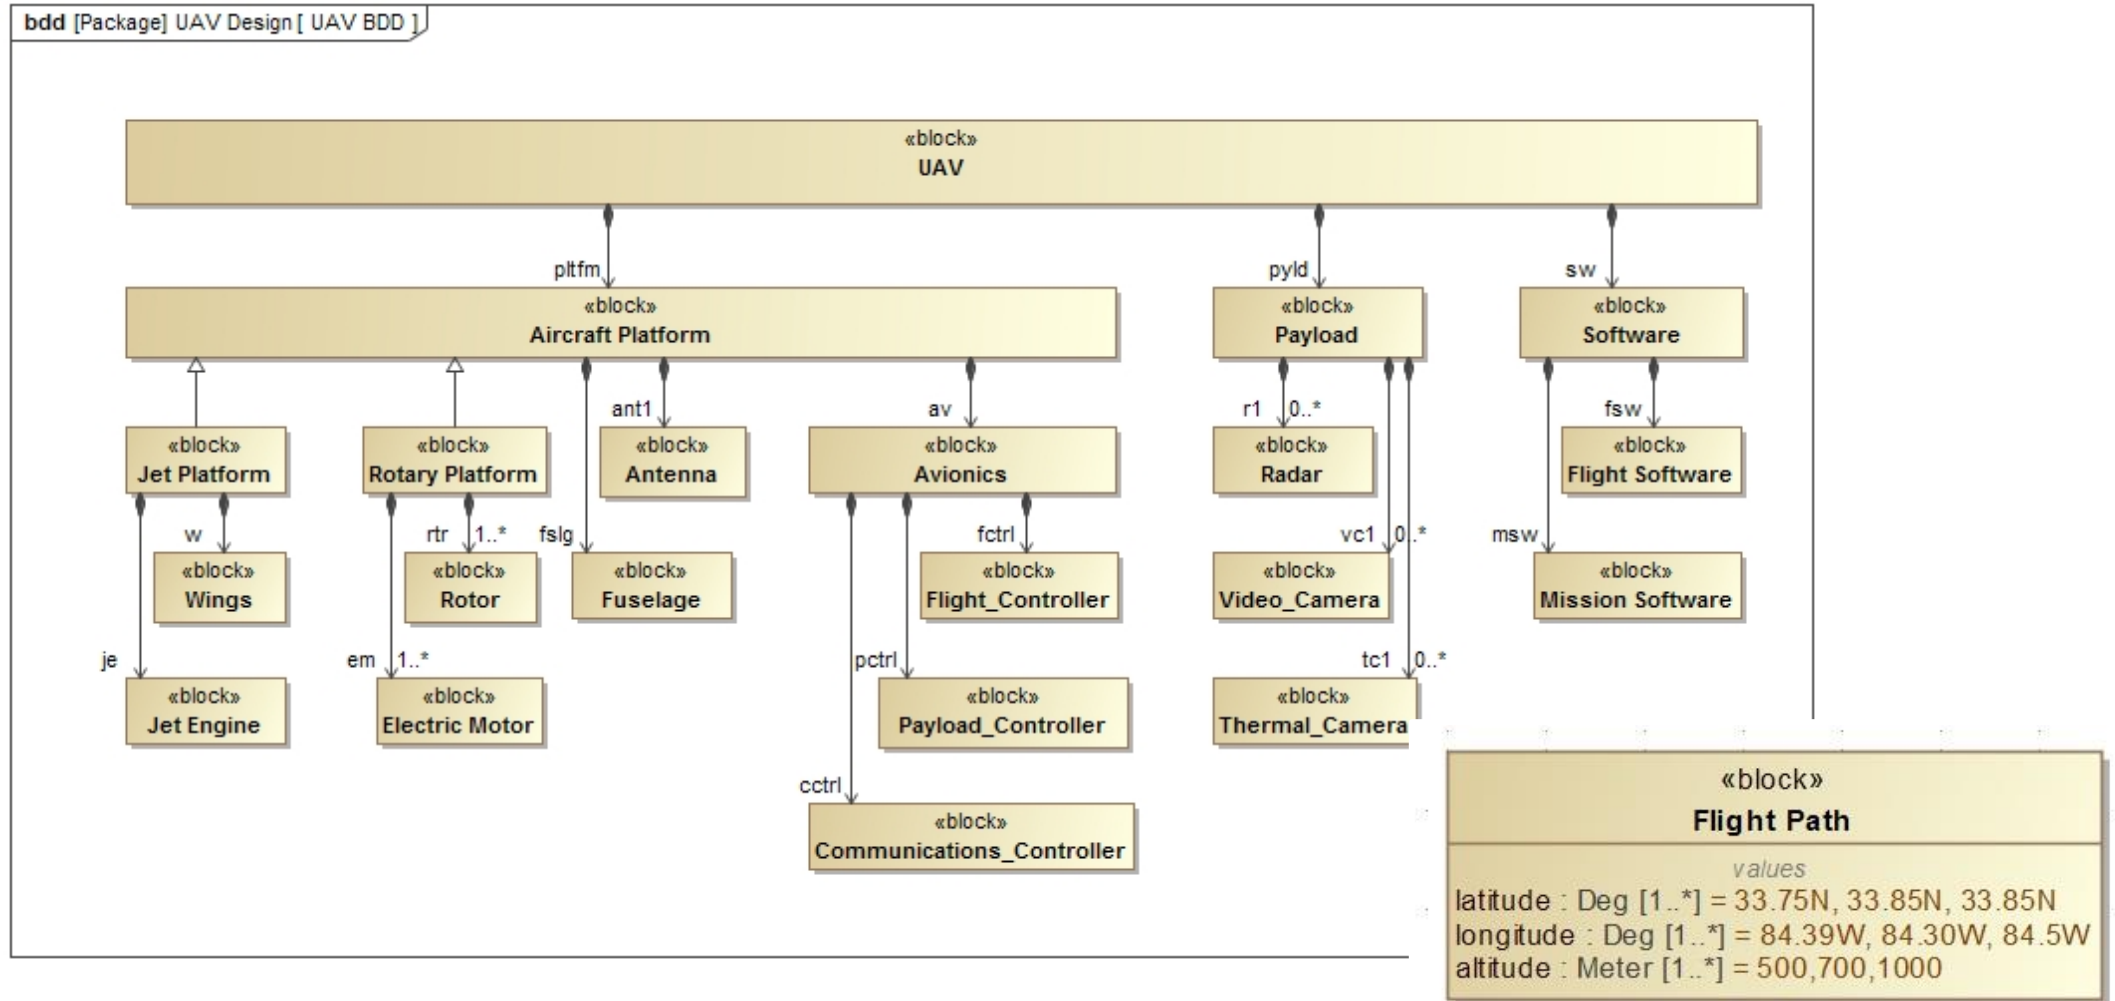 bdd [Package] UAV Design [ UAV BDD ]
«block»
UAV
pltfm
pyld
sw
«block»
Aircraft Platform
«block»
Payload
«block»
Software
ant1
av
r1
0..*
fsw
«block»
Jet Platform
«block»
Rotary Platform
«block»
Antenna
«block»
Avionics
«block»
Radar
«block»
Flight Software
w
rtr
1..*
fslg
fctrl
vc1
0..*
msw
«block»
Wings
«block»
Rotor
«block»
Fuselage
«block»
Flight_Controller
«block»
Video_Camera
«block»
Mission Software
je
em
1..*
pctrl
tc1
0..*
«block»
Jet Engine
«block»
Electric Motor
«block»
Payload_Controller
«block»
Thermal_Camera
cctrl
«block»
Communications_Controller
«block»
Flight Path
values
latitude : Deg [1..*] = 33.75N, 33.85N, 33.85N
longitude : Deg [1..*] = 84.39W, 84.30W, 84.5W
altitude : Meter [1..*] = 500,700,1000